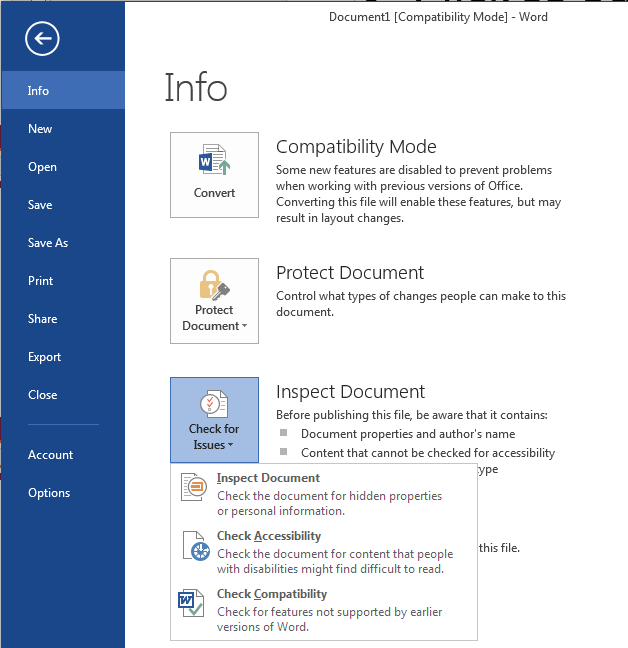 Document1 [Compatibility Mode] - Word
Info
New
Open
Save
Save As
Print
Share
Export
Close
Account
Options
Info
Convert
Compatibility Mode
Some new features are disabled to prevent problems
when working with previous versions of Office.
Converting this file will enable these features, but may
result in layout changes.
Protect
Document
Protect Document
Control what types of changes people can make to this
document.
Check for
Issues
Inspect Document
Before publishing this file, be aware that it contains:
Document properties and author's name
Content that cannot be checked for accessibility
type
Inspect Document
Check the document for hidden properties
or personal information.
Check Accessibility
Check the document for content that people
with disabilities might find difficult to read.
this file.
Check Compatibility
Check for features not supported by earlier
versions of Word.